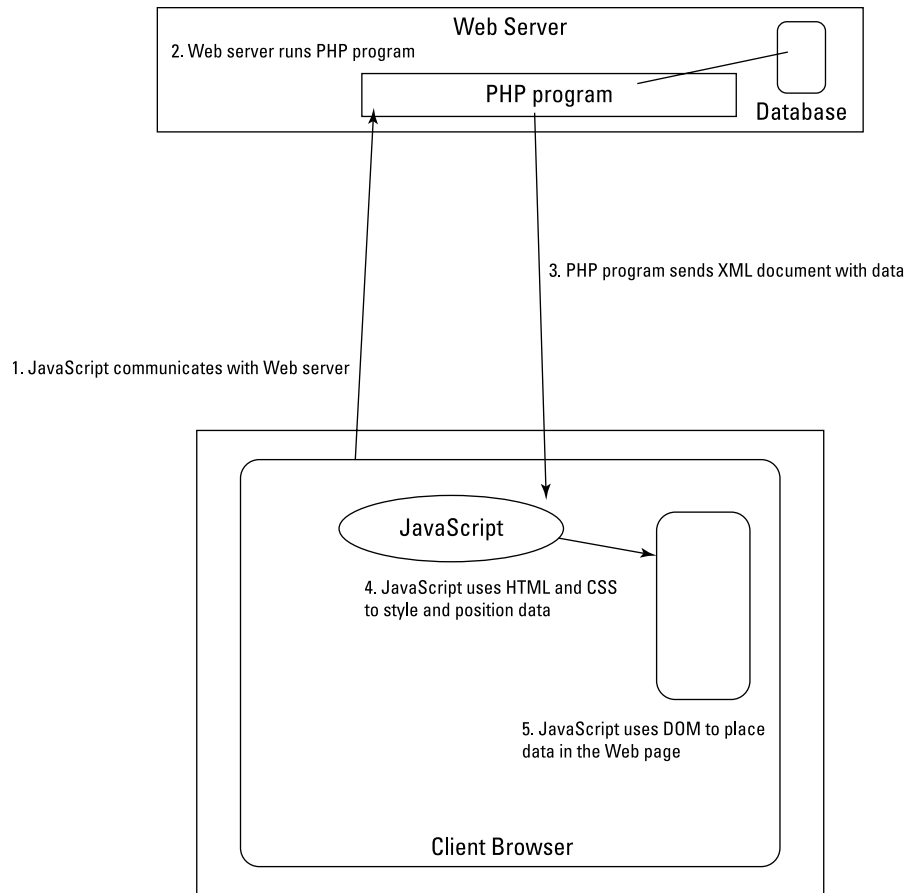 Web Server
2. Web server runs PHP program
PHP program
Database
3. PHP program sends XML document with data
1. JavaScript communicates with Web server
JavaScript
4. JavaScript uses HTML and CSS
to style and position data
5. JavaScript uses DOM to place
data in the Web page
Client Browser